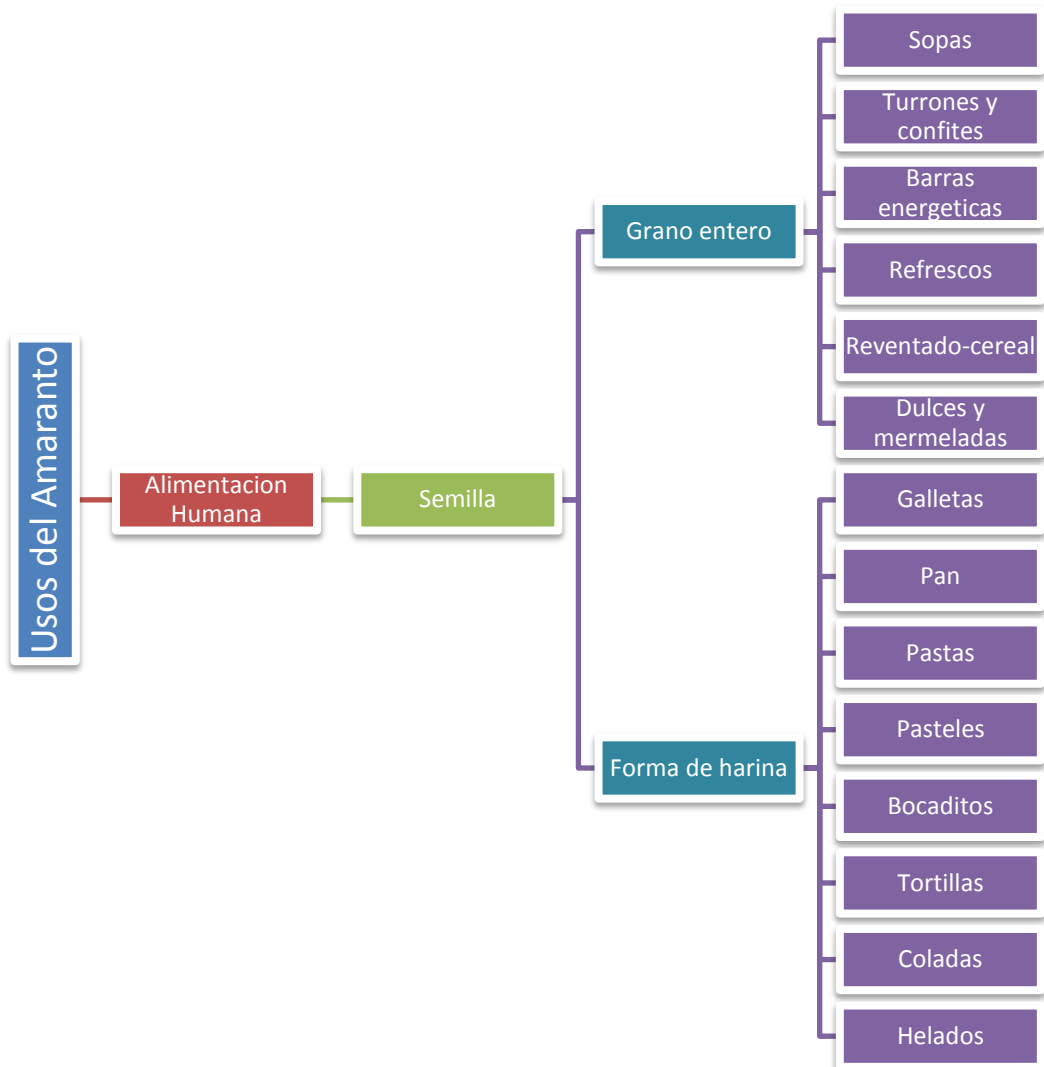 Usos del Amaranto
Alimentacion
Humana
Semilla
Grano entero
Sopas
Turrones y
confites
Barras
energeticas
Refrescos
Reventado-cereal
Dulces y
mermeladas
Forma de harina
Galletas
Pan
Pastas
Pasteles
Bocaditos
Tortillas
Coladas
Helados